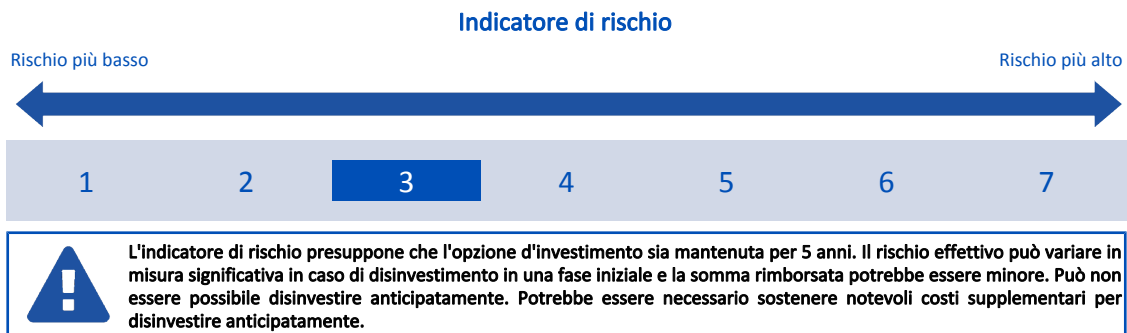 Indicatore di rischio
Rischio più basso
Rischio più alto
1 2 3 4 5 6 7
L'indicatore di rischio presuppone che l'opzione d'investimento sia mantenuta per 5 anni. Il rischio effettivo può variare in
misura significativa in caso di disinvestimento in una fase iniziale e la somma rimborsata potrebbe essere minore. Può non
essere possibile disinvestire anticipatamente. Potrebbe essere necessario sostenere notevoli costi supplementari per
disinvestire anticipatamente.